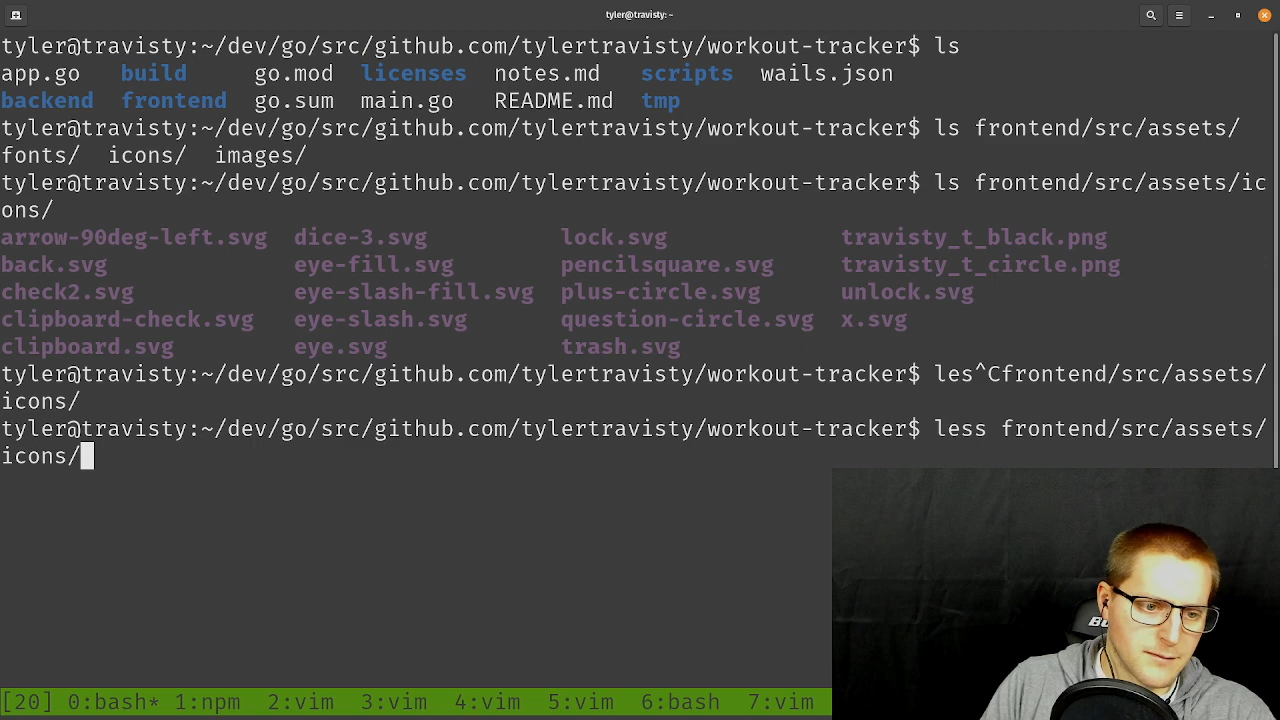 tyler@travisty: ~
tyler@travisty:~/dev/go/src/github.com/tylertravisty/workout-tracker$ ls
app.go build go.mod licenses notes.md scripts wails.json
backend frontend go.sum main.go README.md tmp
tyler@travisty:~/dev/go/src/github.com/tylertravisty/workout-tracker$ ls frontend/src/assets/
fonts/ icons/ images/
tyler@travisty:~/dev/go/src/github.com/tylertravisty/workout-tracker$ ls frontend/src/assets/ic
ons/
arrow-90deg-left.svg dice-3.svg lock.svg travisty_t_black.png
back.svg eye-fill.svg pencilsquare.svg travisty_t_circle.png
check2.svg eye-slash-fill.svg plus-circle.svg unlock.svg
clipboard-check.svg eye-slash.svg question-circle.svg x.svg
clipboard.svg eye.svg trash.svg
tyler@travisty:~/dev/go/src/github.com/tylertravisty/workout-tracker$ les^Cfrontend/src/assets/
icons/
tyler@travisty:~/dev/go/src/github.com/tylertravisty/workout-tracker$ less frontend/src/assets/
icons/
[20] 0:bash* 1:npm 2:vim 3:vim 4:vim 5:vim 6:bash 7:vim